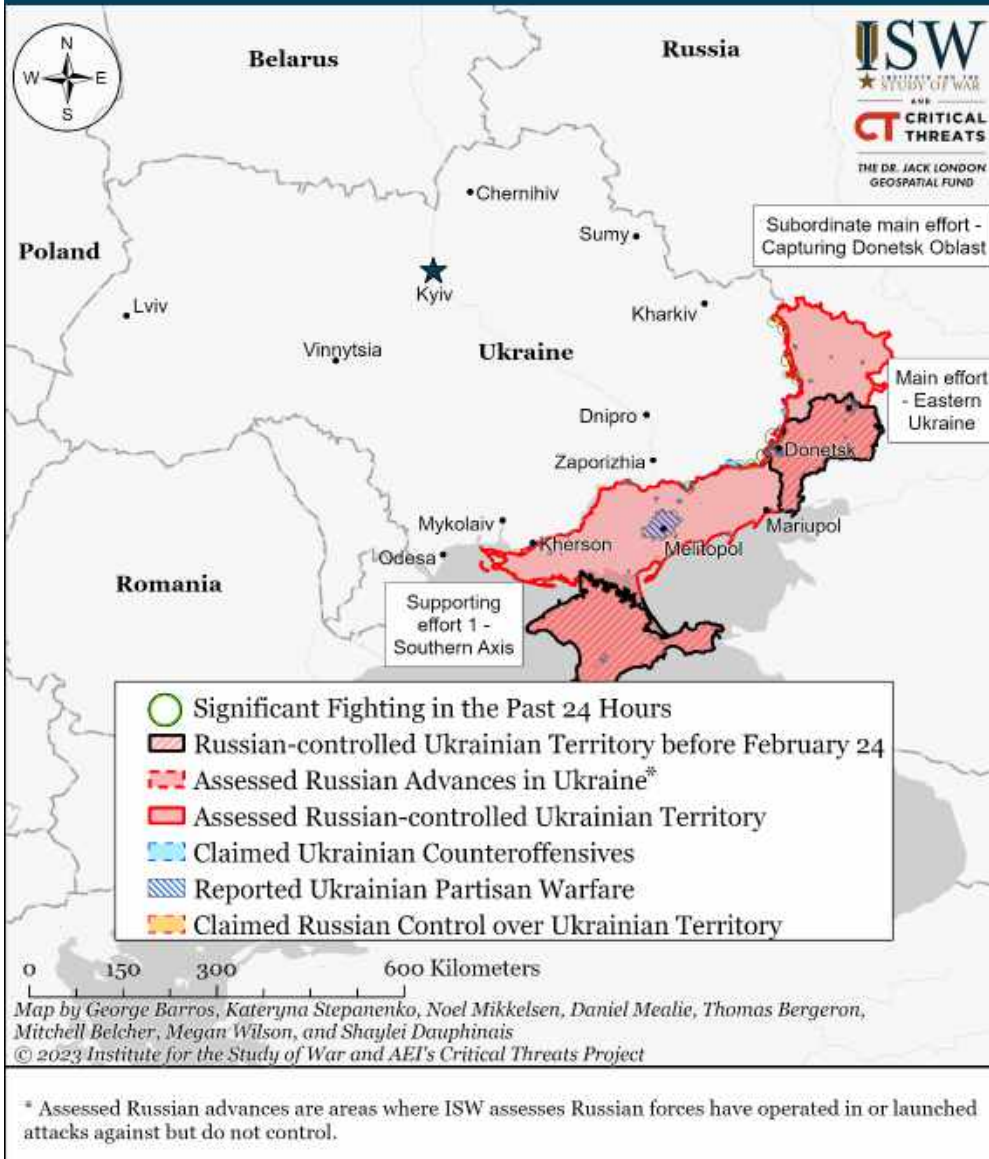 N
W E
S
Belarus
Russia
ISW
INSTITUTE FOR THE
STUDY OF WAR
AND
CT CRITICAL
THREATS
THE DR. JACK LONDON
GEOSPATIAL FUND
Chernihiv
Subordinate main effort -
Capturing Donetsk Oblast
Sumy
Poland
Kyiv
Lviv
Kharkiv
Vinnytsia
Ukraine
Main effort
- Eastern
Ukraine
Dnipro
Donetsk
Zaporizhia
Mykolaiv
Mariupol
Kherson
Melitopol
Odesa
Romania
Supporting
effort 1 -
Southern Axis
Significant Fighting in the Past 24 Hours
Russian-controlled Ukrainian Territory before February 24
Assessed Russian Advances in Ukraine*
Assessed Russian-controlled Ukrainian Territory
Claimed Ukrainian Counteroffensives
Reported Ukrainian Partisan Warfare
Claimed Russian Control over Ukrainian Territory
0 150 300 600 Kilometers
Map by George Barros, Kateryna Stepanenko, Noel Mikkelsen, Daniel Mealie, Thomas Bergeron,
Mitchell Belcher, Megan Wilson, and Shaylei Dauphinais
© 2023 Institute for the Study of War and AEI's Critical Threats Project
* Assessed Russian advances are areas where ISW assesses Russian forces have operated in or launched
attacks against but do not control.